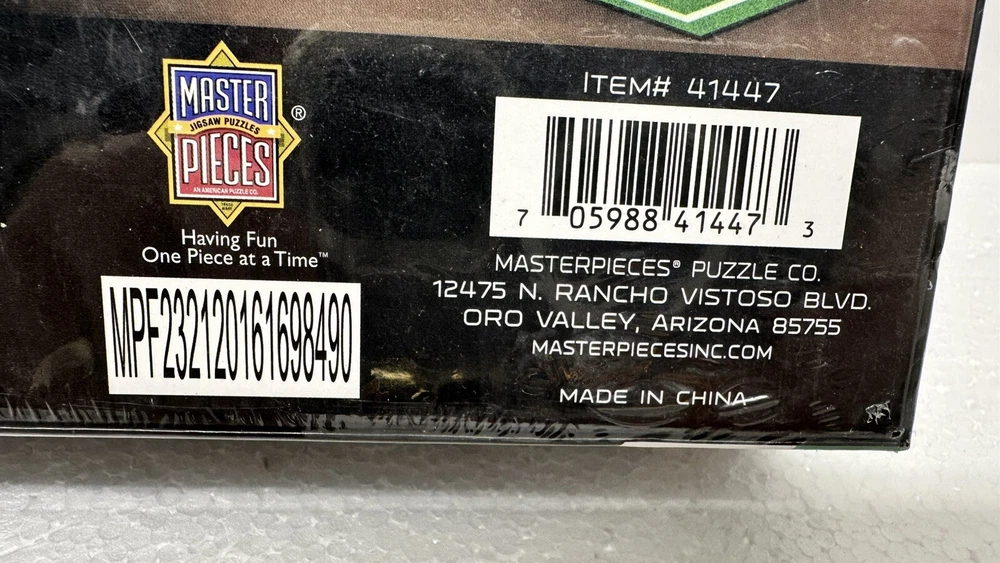 MASTER
JIGSAW PUZZLES
PIECES
AN AMERICAN PUZZLE CO.
®
Having Fun
One Piece at a Time™
MPF232120161698490
ITEM# 41447
7 05988 41447 3
MASTERPIECES® PUZZLE CO.
12475 N. RANCHO VISTOSO BLVD.
ORO VALLEY, ARIZONA 85755
MASTERPIECESINC.COM
MADE IN CHINA